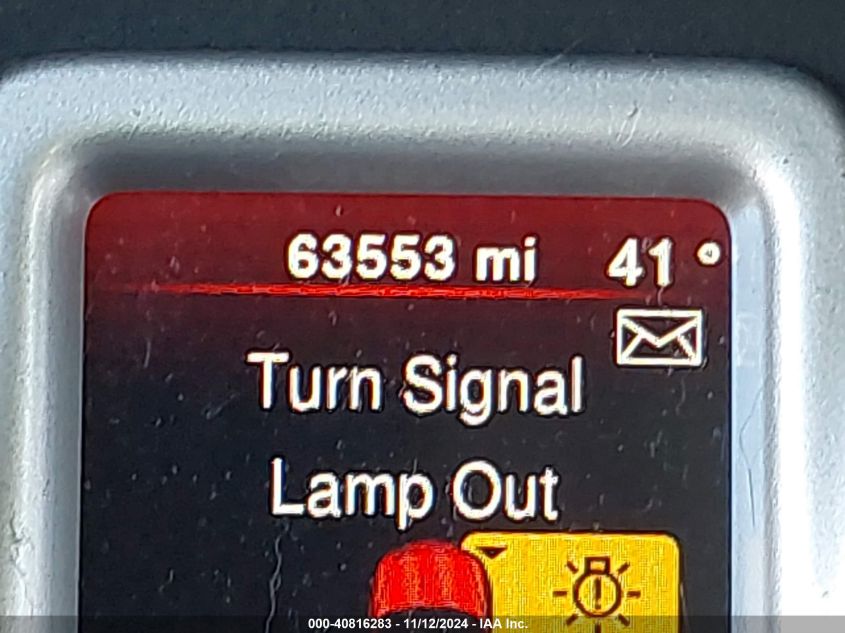 63553 mi 41°
Turn Signal
Lamp Out
000-40816283 - 11/12/2024 - IAA Inc.